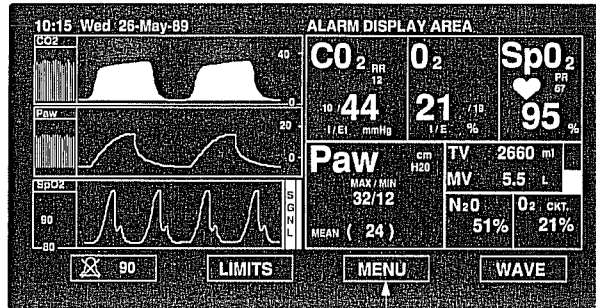 10:15 Wed 26-May-89 ALARM DISPLAY AREA
CO2
40
0
Paw
20
0
SpO2
90
80
SGNL
CO2 RR 12
10/44
I/EI mmHg
O2
21/19
I/E %
SpO2
PR 67
95 %
Paw cm H2O
MAX/MIN
32/12
MEAN (24)
TV 2660 ml
MV 5.5 L
N2O 51%
O2 CKT. 21%
90 LIMITS MENU WAVE